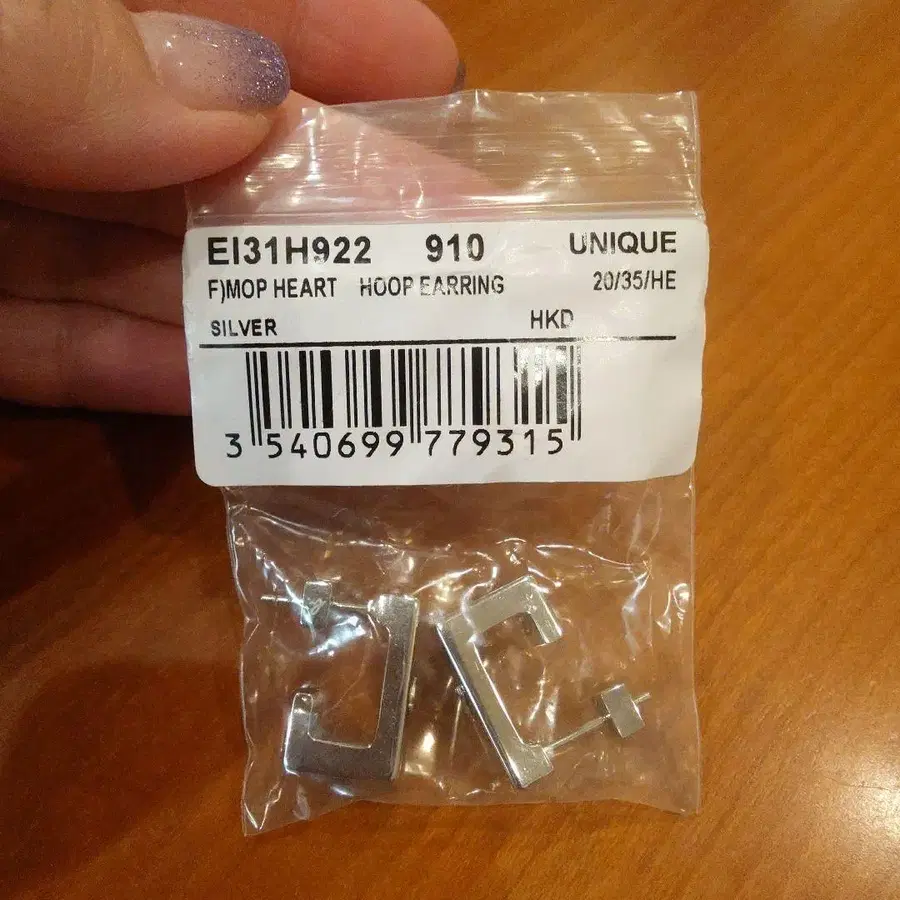 EI31H922 910 UNIQUE
F)MOP HEART HOOP EARRING 20/35/HE
SILVER HKD
3 540699 779315